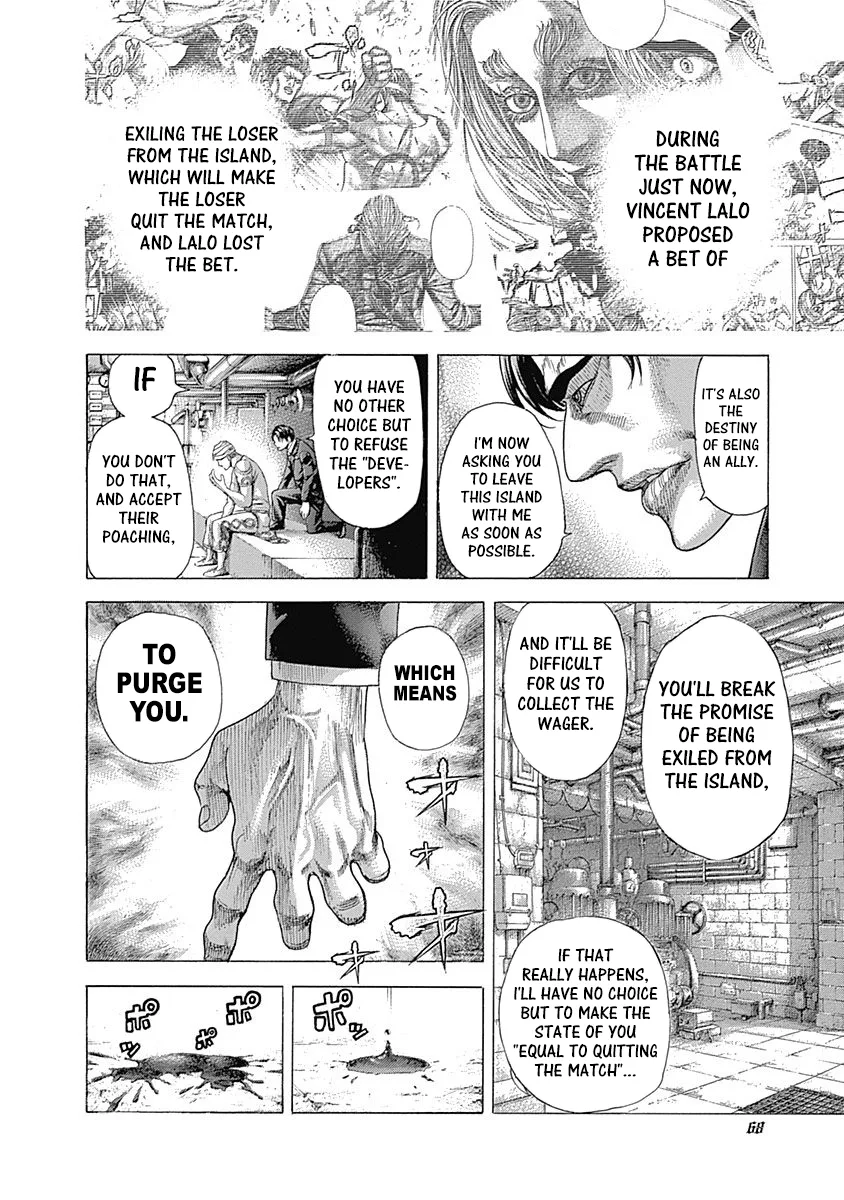 DURING
THE BATTLE
JUST NOW,
VINCENT LALO
PROPOSED
A BET OF
EXILING THE LOSER
FROM THE ISLAND,
WHICH WILL MAKE
THE LOSER
QUIT THE MATCH,
AND LALO LOST
THE BET.
IT'S ALSO
THE
DESTINY
OF BEING
AN ALLY.
I'M NOW
ASKING YOU
TO LEAVE
THIS ISLAND
WITH ME
AS SOON AS
POSSIBLE.
YOU HAVE
NO OTHER
CHOICE BUT
TO REFUSE
THE "DEVE-
LOPERS".
IF
YOU DON'T
DO THAT,
AND ACCEPT
THEIR
POACHING,
YOU'LL BREAK
THE PROMISE
OF BEING
EXILED FROM
THE ISLAND,
AND IT'LL BE
DIFFICULT
FOR US TO
COLLECT THE
WAGER.
IF THAT
REALLY HAPPENS,
I'LL HAVE NO CHOICE
BUT TO MAKE THE
STATE OF YOU
"EQUAL TO QUITTING
THE MATCH"...
WHICH
MEANS
TO
PURGE
YOU.
キ
キ
キ
キ
ポッ
ポッ
ポ
ポ
68